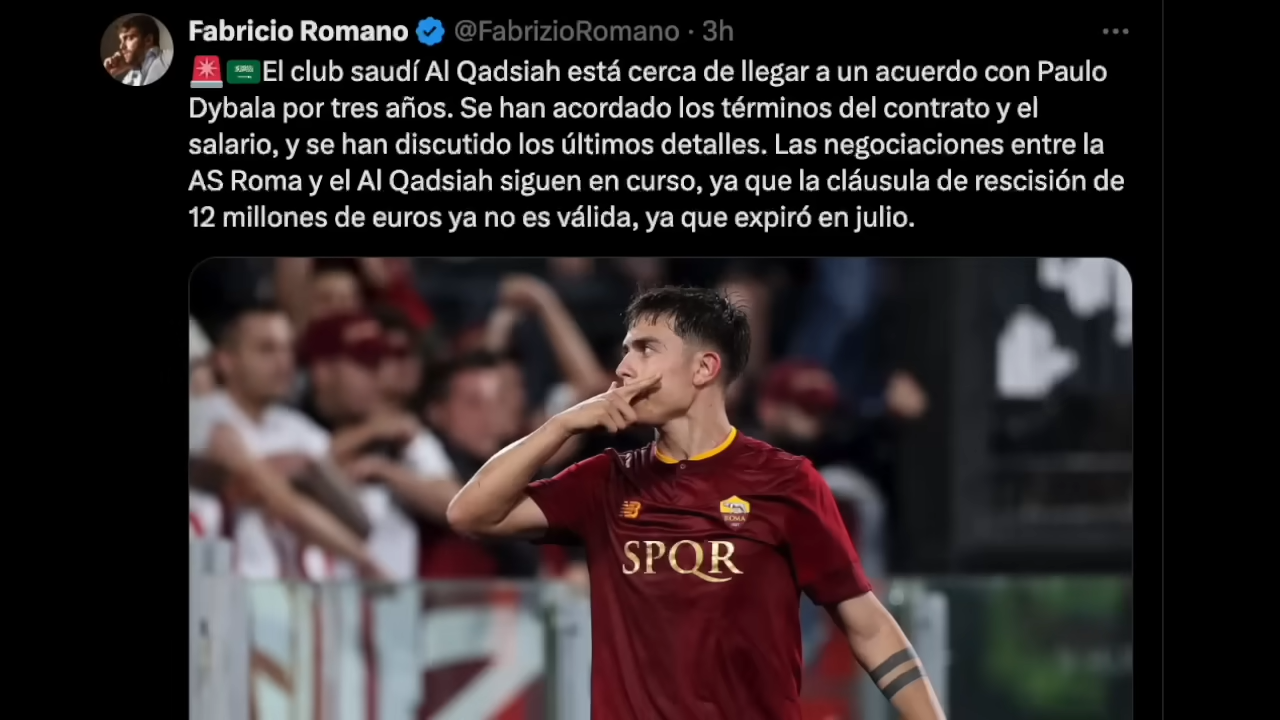 Fabricio Romano @FabrizioRomano · 3h
El club saudí Al Qadsiah está cerca de llegar a un acuerdo con Paulo
Dybala por tres años. Se han acordado los términos del contrato y el
salario, y se han discutido los últimos detalles. Las negociaciones entre la
AS Roma y el Al Qadsiah siguen en curso, ya que la cláusula de rescisión de
12 millones de euros ya no es válida, ya que expiró en julio.
ROMA
SPQR